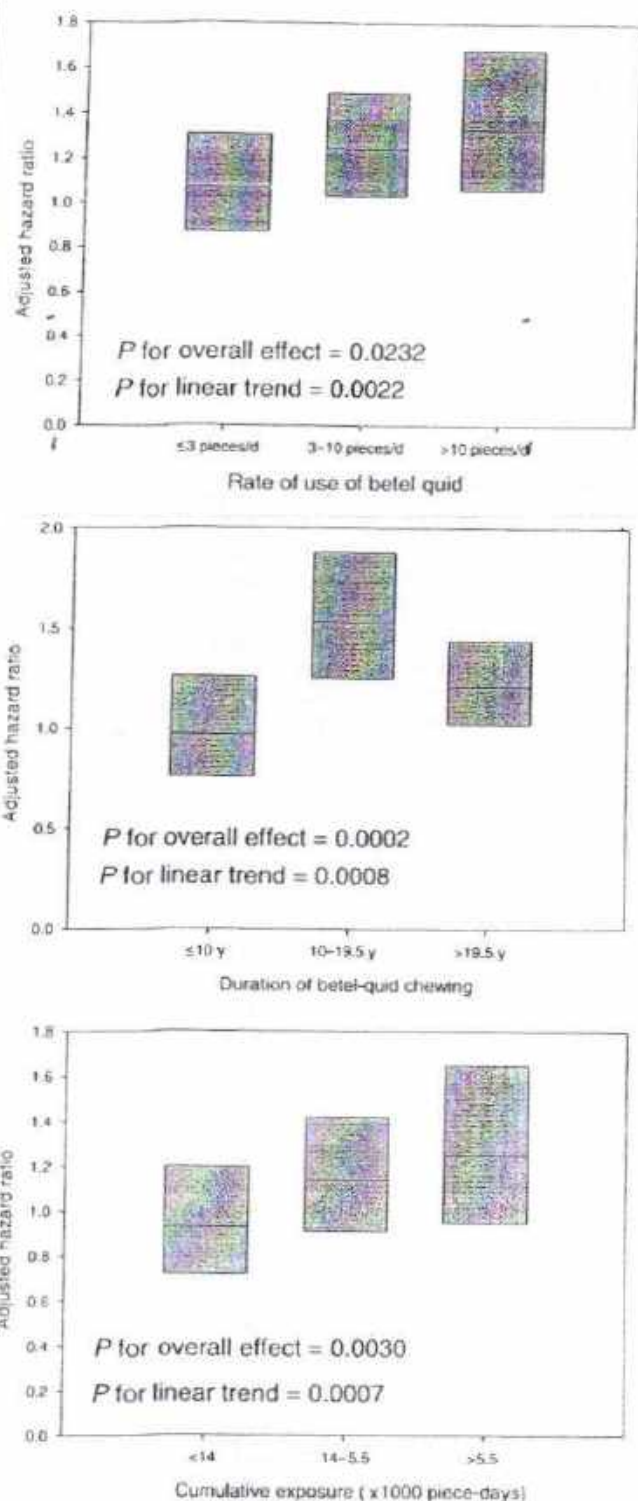 1.8
1.6
1.4
1.2
1.0
0.8
0.6
0.4
0.2
0.0
Adjusted hazard ratio
P for overall effect = 0.0232
P for linear trend = 0.0022
≤3 pieces/d 3–10 pieces/d >10 pieces/d
Rate of use of betel quid
2.0
1.5
1.0
0.5
0.0
Adjusted hazard ratio
P for overall effect = 0.0002
P for linear trend = 0.0008
≤10 y 10–19.5 y >19.5 y
Duration of betel-quid chewing
1.8
1.6
1.4
1.2
1.0
0.8
0.6
0.4
0.2
0.0
Adjusted hazard ratio
P for overall effect = 0.0030
P for linear trend = 0.0007
<14 14–5.5 >5.5
Cumulative exposure (x1000 piece-days)